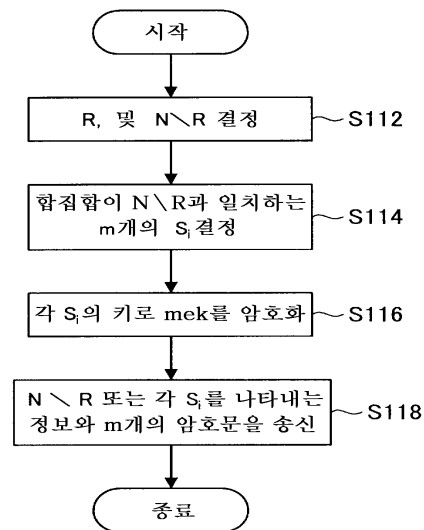 시작
R, 및 N\R 결정
S112
합집합이 N\R과 일치하는
m개의 Si결정
S114
각 Si의 키로 mek를 암호화
S116
N \ R 또는 각 Si를 나타내는
정보와 m개의 암호문을 송신
S118
종료